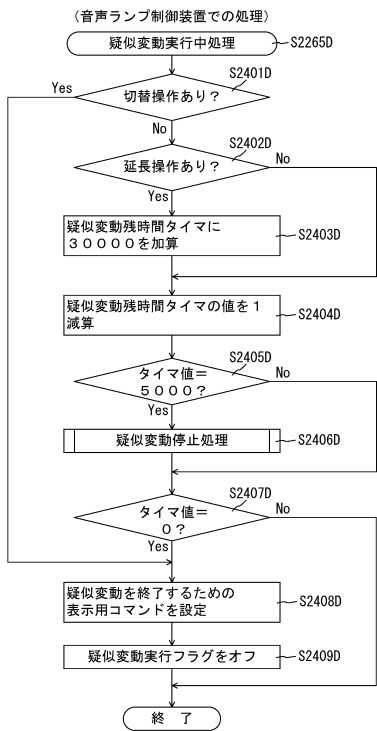 （音声ランプ制御装置での処理）
疑似変動実行中処理
S2265D
S2401D
Yes
切替操作あり？
No
S2402D
延長操作あり？
No
Yes
疑似変動残時間タイマに
３００００を加算
S2403D
疑似変動残時間タイマの値を１
減算
S2404D
S2405D
タイマ値＝
５０００？
No
Yes
疑似変動停止処理
S2406D
S2407D
タイマ値＝
０？
No
Yes
疑似変動を終了するための
表示用コマンドを設定
S2408D
疑似変動実行フラグをオフ
S2409D
終　了